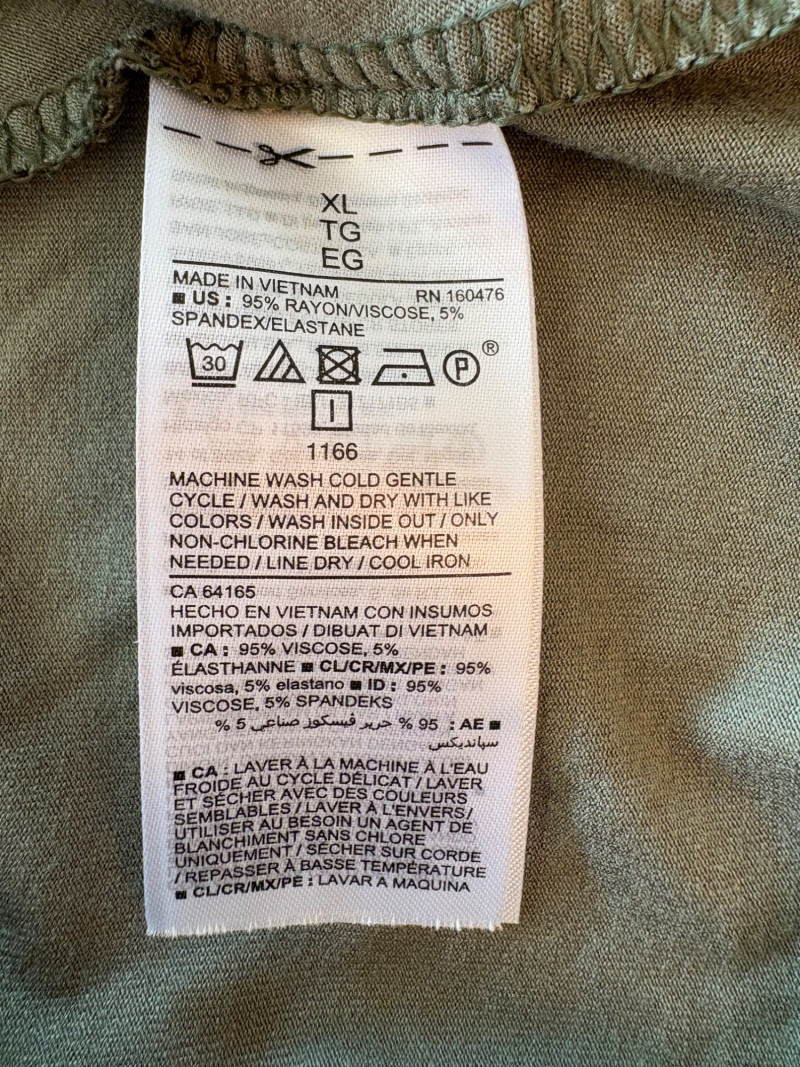 XL
TG
EG
MADE IN VIETNAM RN 160476
■ US : 95% RAYON/VISCOSE, 5%
SPANDEX/ELASTANE
30 P ®
1166
MACHINE WASH COLD GENTLE
CYCLE / WASH AND DRY WITH LIKE
COLORS / WASH INSIDE OUT / ONLY
NON-CHLORINE BLEACH WHEN
NEEDED / LINE DRY / COOL IRON
CA 64165
HECHO EN VIETNAM CON INSUMOS
IMPORTADOS / DIBUAT DI VIETNAM
■ CA : 95% VISCOSE, 5%
ÉLASTHANNE ■ CL/CR/MX/PE : 95%
viscosa, 5% elastano ■ ID : 95%
VISCOSE, 5% SPANDEKS
■ AE : 95 % حرير فيسكوز صناعي 5 %
سپانديكس
■ CA : LAVER À LA MACHINE À L'EAU
FROIDE AU CYCLE DÉLICAT / LAVER
ET SÉCHER AVEC DES COULEURS
SEMBLABLES / LAVER À L'ENVERS/
UTILISER AU BESOIN UN AGENT DE
BLANCHIMENT SANS CHLORE
UNIQUEMENT / SÉCHER SUR CORDE
/ REPASSER À BASSE TEMPÉRATURE
■ CL/CR/MX/PE : LAVAR A MAQUINA